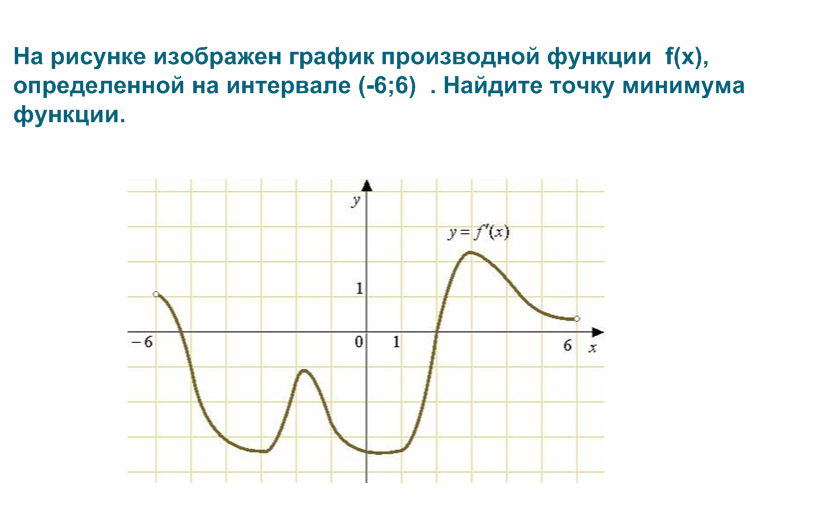 На рисунке изображен график производной функции f(x),
определенной на интервале (-6;6) . Найдите точку минимума
функции.
y
y = f'(x)
1
−6 0 1 6 x